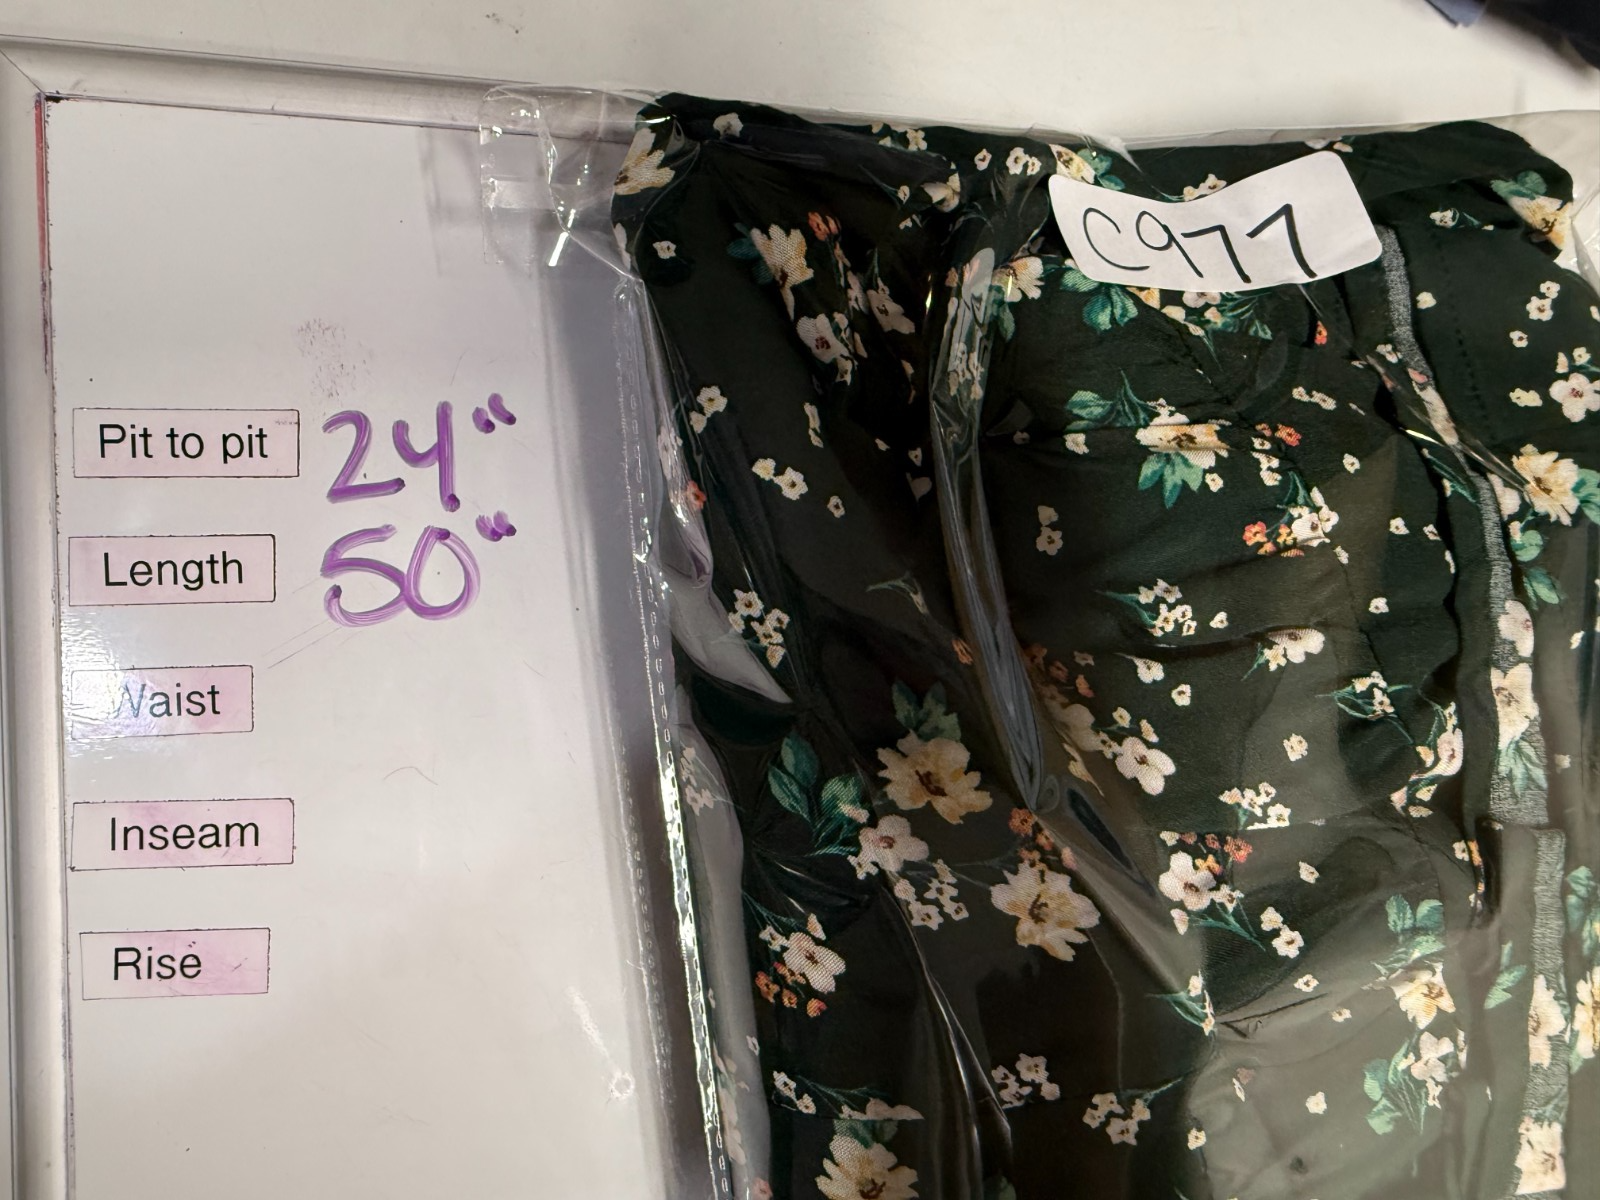 C977
Pit to pit 24"
Length 50"
Waist
Inseam
Rise